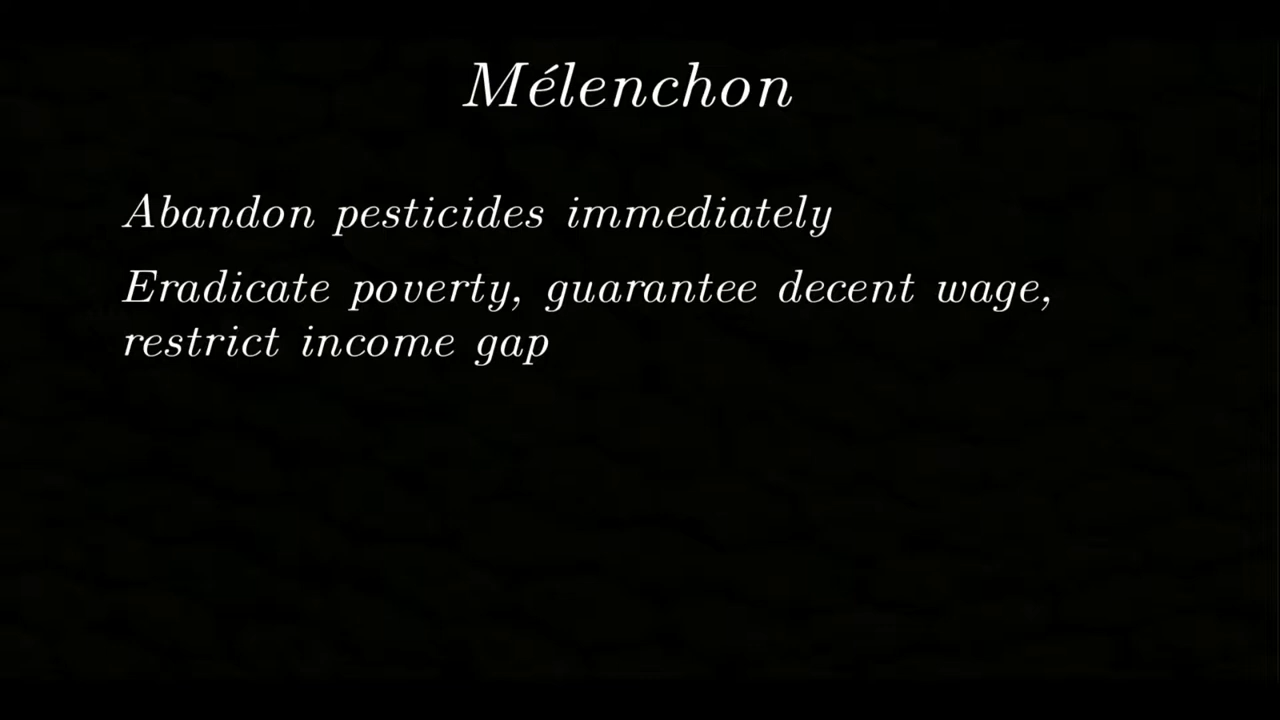 Mélenchon
Abandon pesticides immediately
Eradicate poverty, guarantee decent wage,
restrict income gap